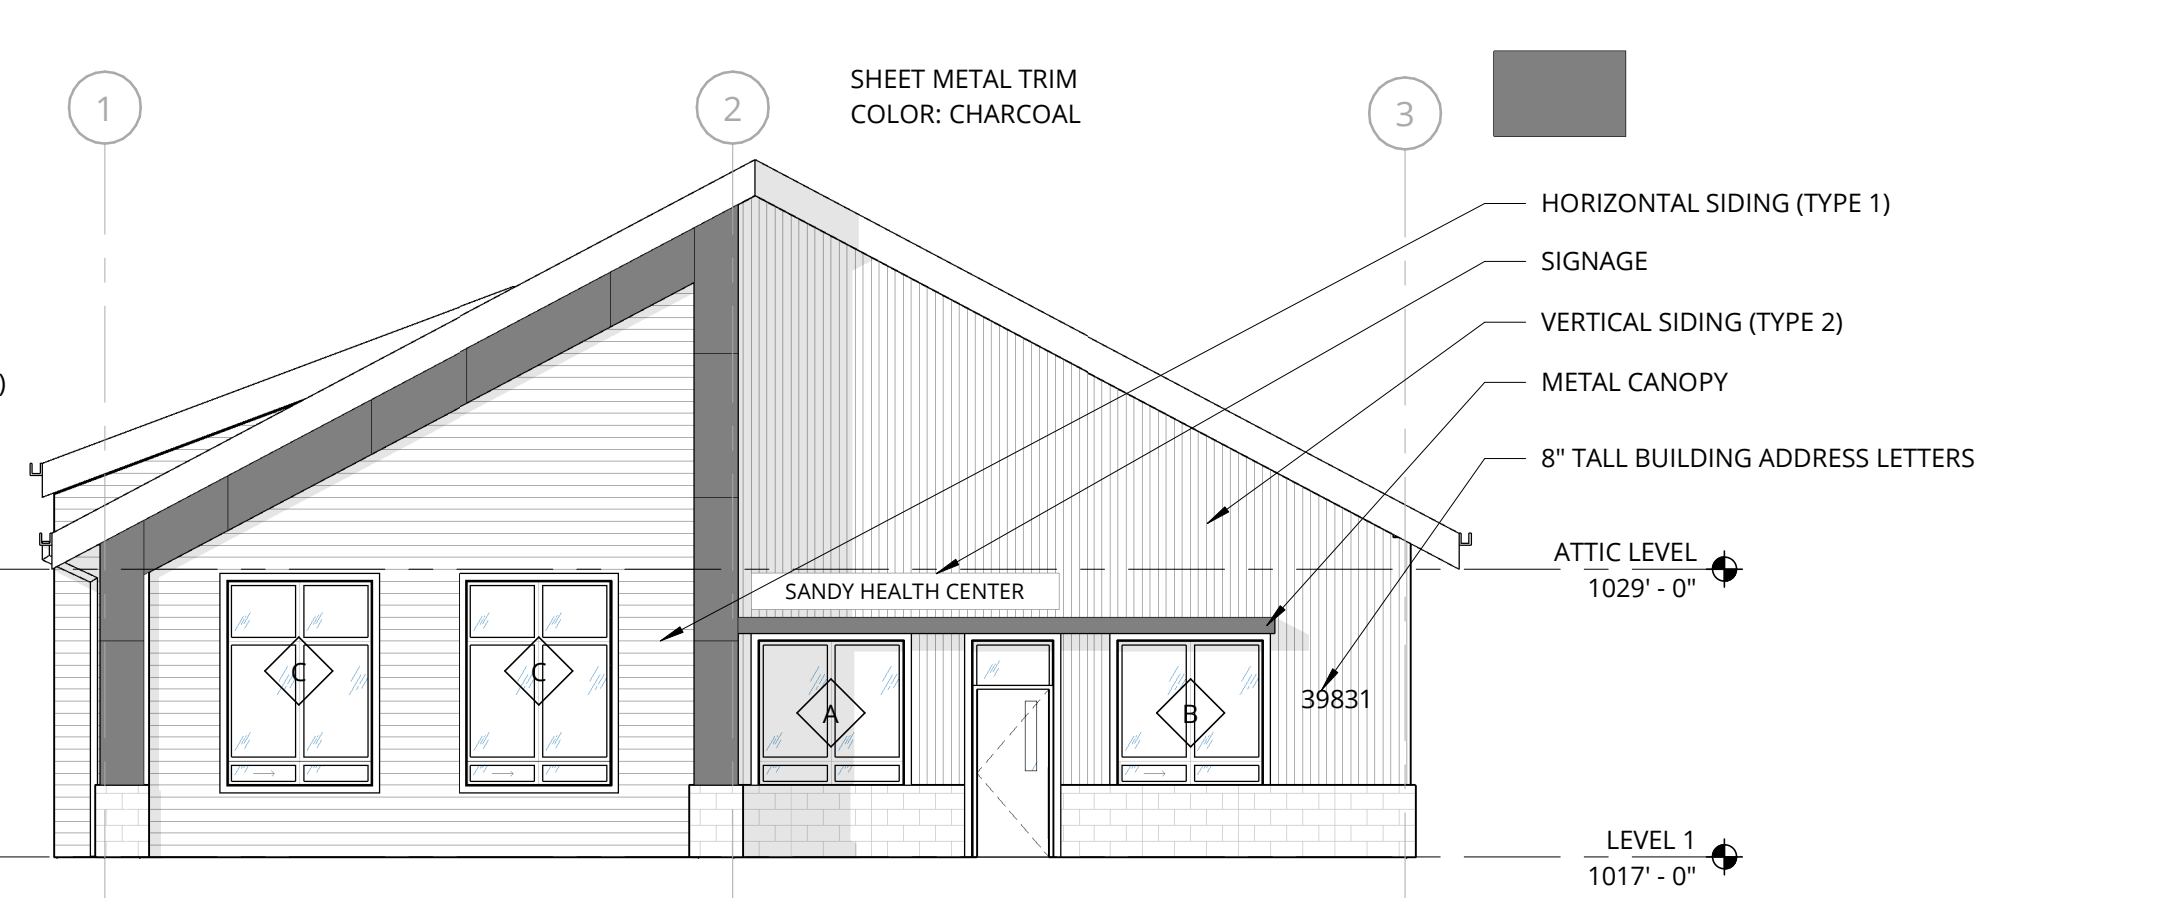 1
2
3
SHEET METAL TRIM
COLOR: CHARCOAL
HORIZONTAL SIDING (TYPE 1)
SIGNAGE
VERTICAL SIDING (TYPE 2)
METAL CANOPY
)
8" TALL BUILDING ADDRESS LETTERS
ATTIC LEVEL
1029' - 0"
SANDY HEALTH CENTER
C
C
A
B
39831
LEVEL 1
1017' - 0"